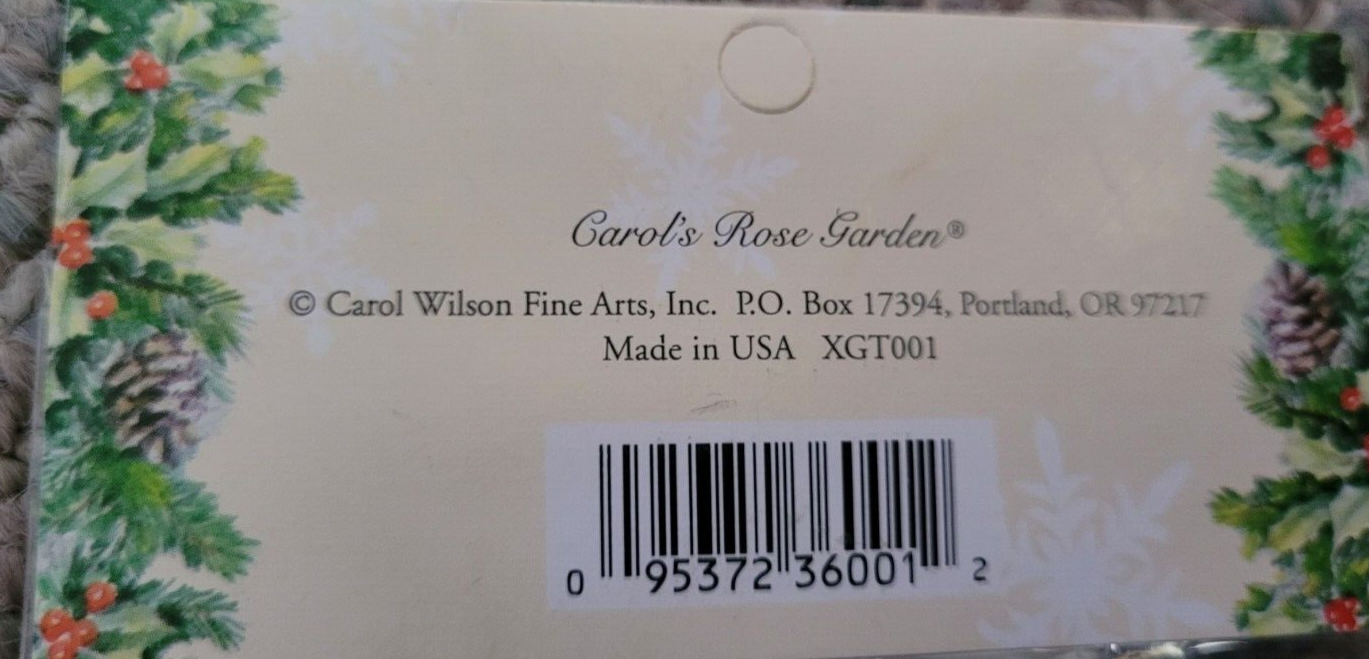 Carol's Rose Garden®
© Carol Wilson Fine Arts, Inc. P.O. Box 17394, Portland, OR 97217
Made in USA XGT001
0 95372 36001 2